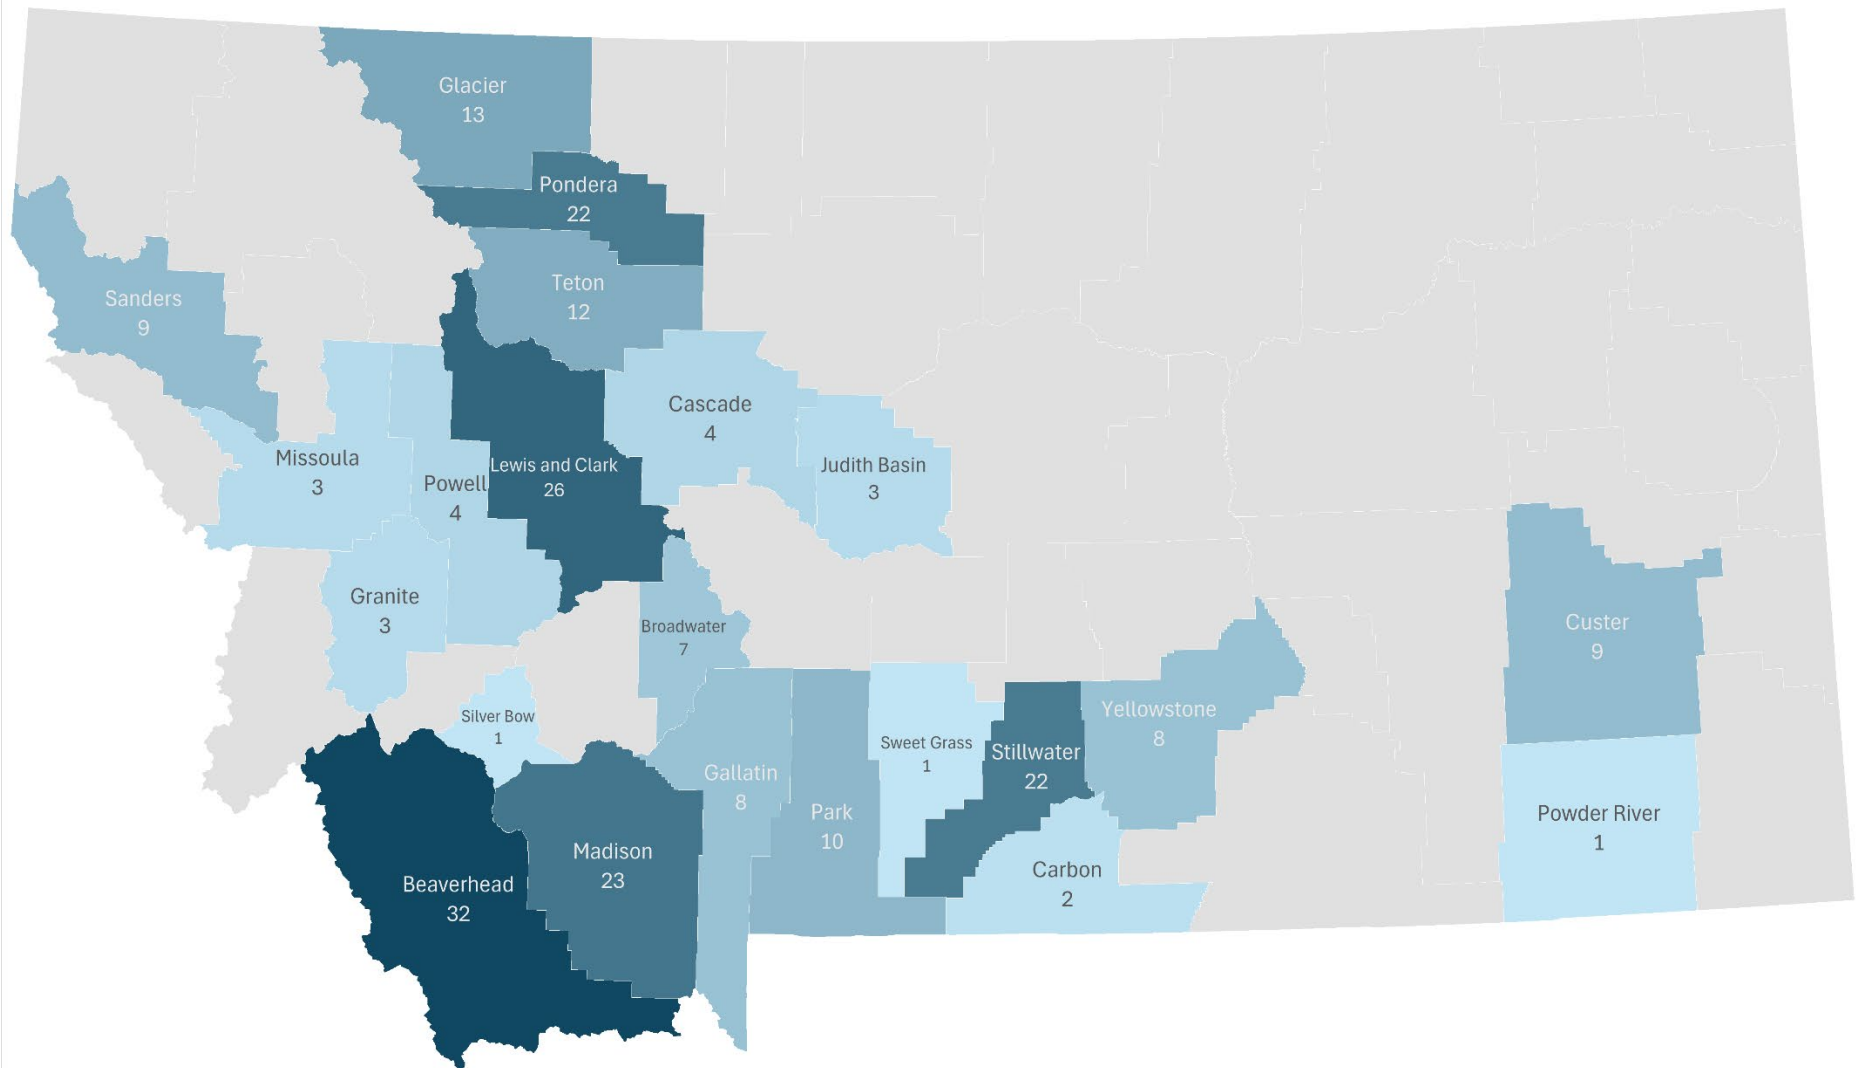 Glacier
13
Pondera
22
Teton
12
Sanders
9
Cascade
4
Missoula
3
Powell
4
Lewis and Clark
26
Judith Basin
3
Granite
3
Broadwater
7
Custer
9
Silver Bow
1
Yellowstone
8
Sweet Grass
1
Stillwater
22
Gallatin
8
Park
10
Powder River
1
Madison
23
Carbon
2
Beaverhead
32